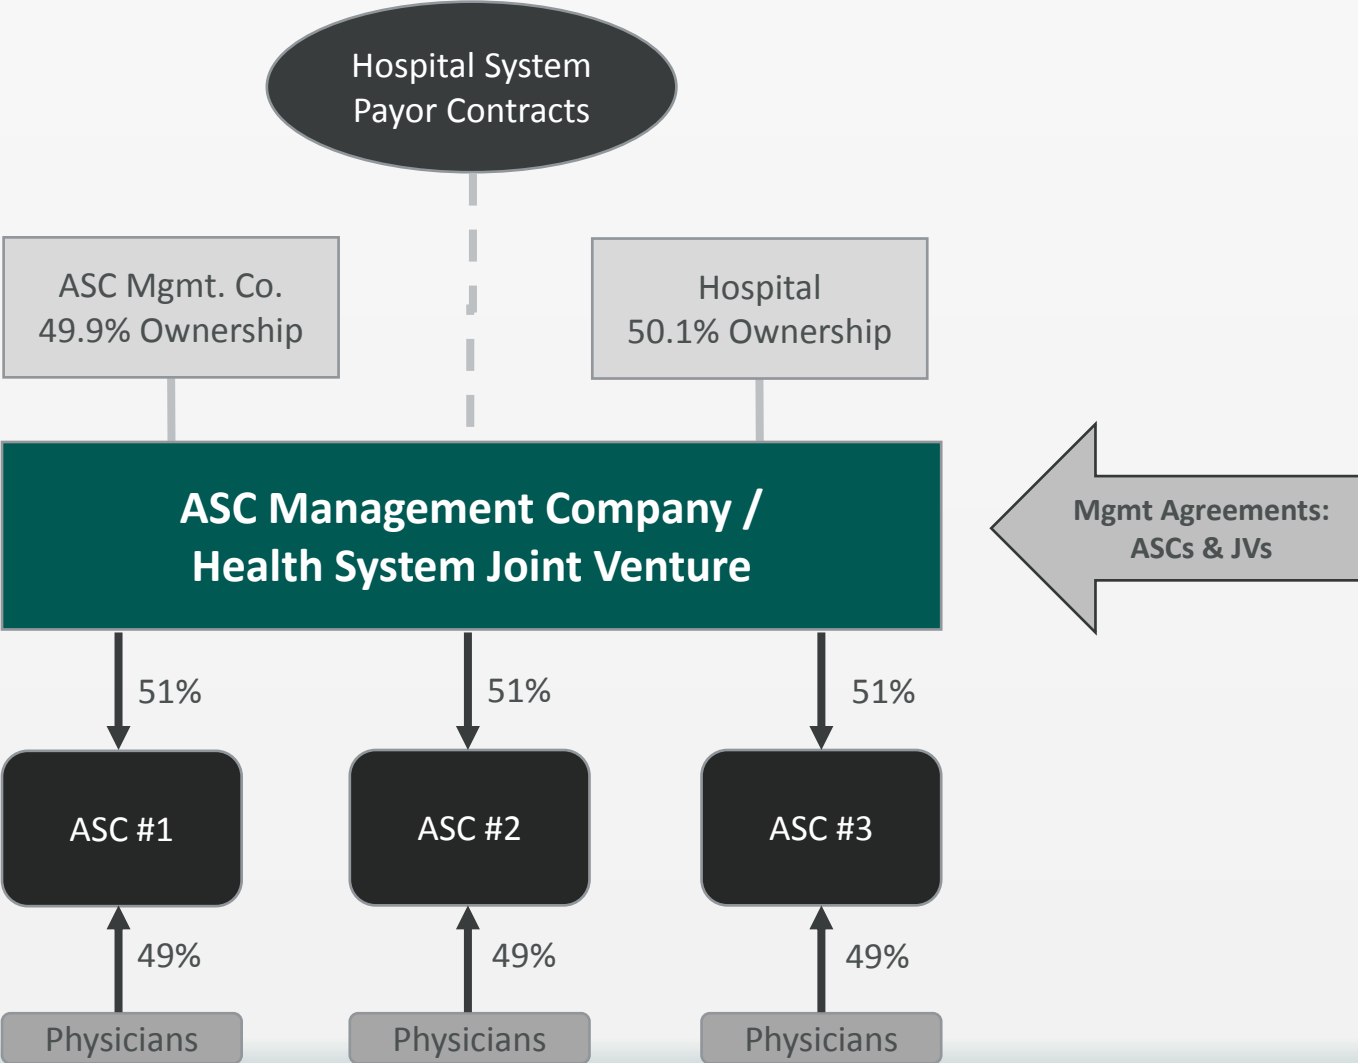 Hospital System
Payor Contracts
ASC Mgmt. Co.
49.9% Ownership
Hospital
50.1% Ownership
ASC Management Company /
Health System Joint Venture
Mgmt Agreements:
ASCs & JVs
51%
51%
51%
ASC #1
ASC #2
ASC #3
49%
49%
49%
Physicians
Physicians
Physicians